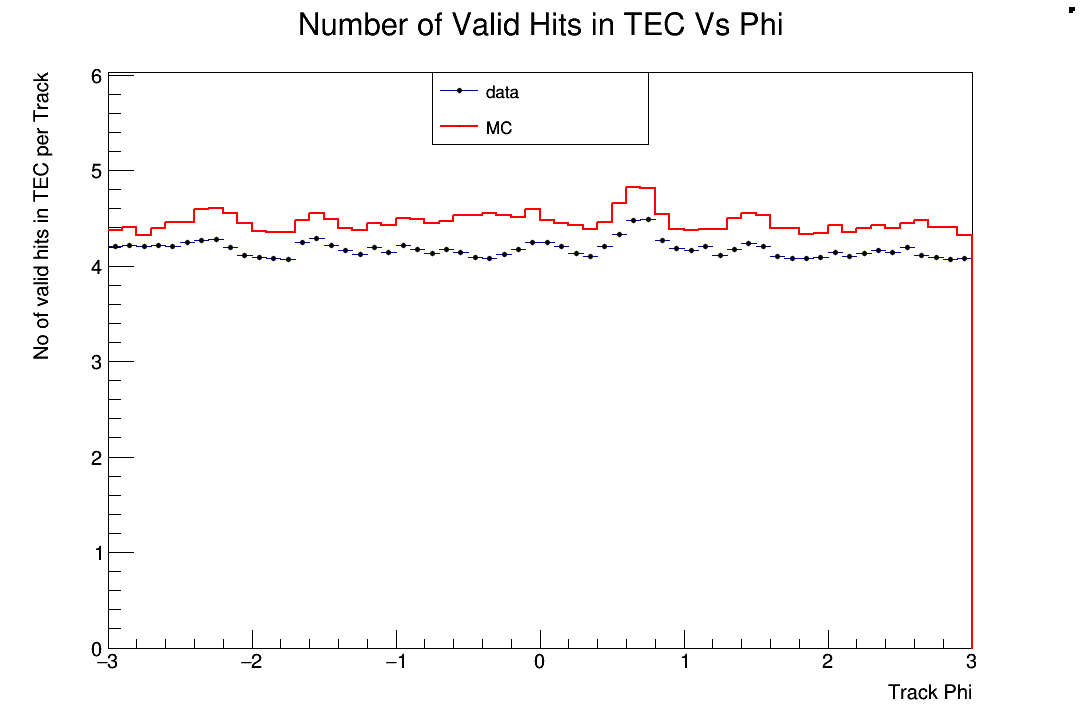 Number of Valid Hits in TEC Vs Phi
No of valid hits in TEC per Track
data
MC
6
5
4
3
2
1
0
−3
−2
−1
0
1
2
3
Track Phi